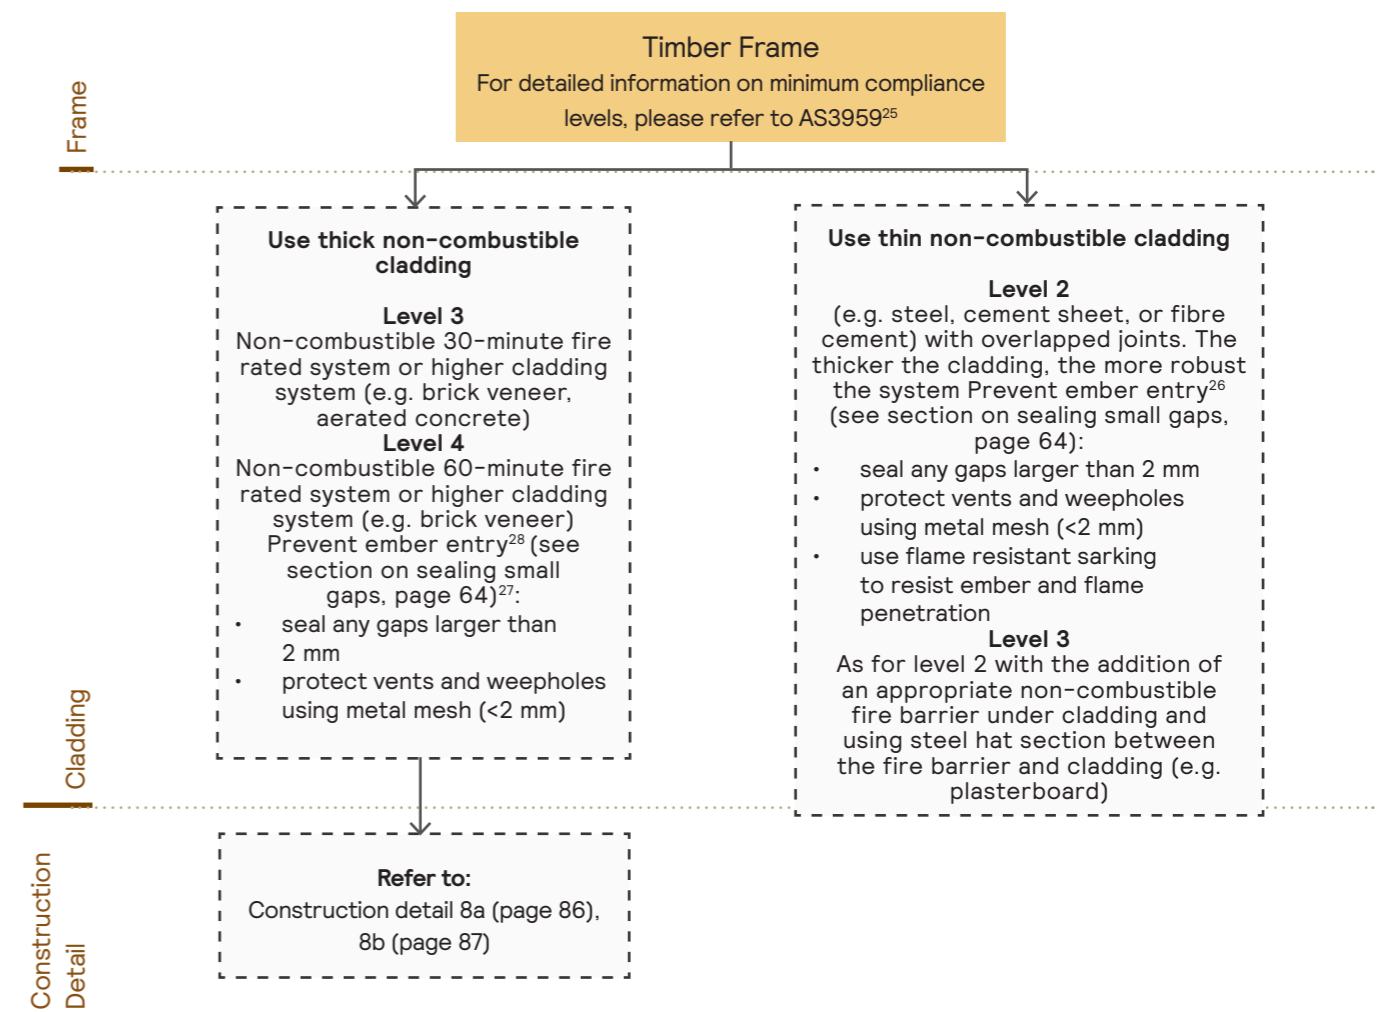 Frame
Timber Frame
For detailed information on minimum compliance
levels, please refer to AS3959²⁵
Cladding
Use thick non-combustible
cladding
Level 3
Non-combustible 30-minute fire
rated system or higher cladding
system (e.g. brick veneer,
aerated concrete)
Level 4
Non-combustible 60-minute fire
rated system or higher cladding
system (e.g. brick veneer)
Prevent ember entry²⁸ (see
section on sealing small
gaps, page 64)²⁷:
• seal any gaps larger than
2 mm
• protect vents and weepholes
using metal mesh (<2 mm)
Use thin non-combustible cladding
Level 2
(e.g. steel, cement sheet, or fibre
cement) with overlapped joints. The
thicker the cladding, the more robust
the system Prevent ember entry²⁶
(see section on sealing small gaps,
page 64):
• seal any gaps larger than 2 mm
• protect vents and weepholes
using metal mesh (<2 mm)
• use flame resistant sarking
to resist ember and flame
penetration
Level 3
As for level 2 with the addition of
an appropriate non-combustible
fire barrier under cladding and
using steel hat section between
the fire barrier and cladding (e.g.
plasterboard)
Construction
Detail
Refer to:
Construction detail 8a (page 86),
8b (page 87)